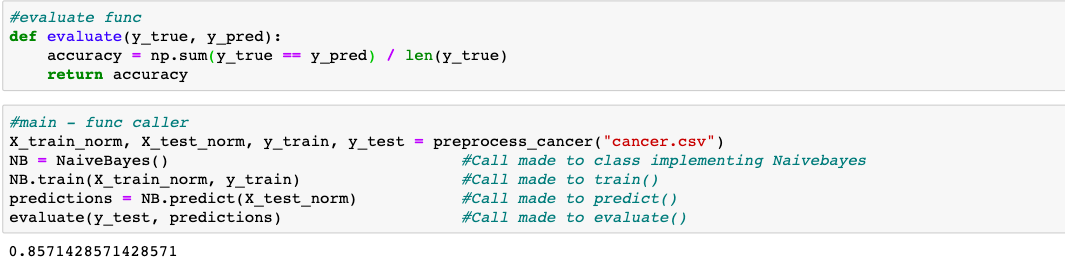 #evaluate func
def evaluate(y_true, y_pred):
    accuracy = np.sum(y_true == y_pred) / len(y_true)
    return accuracy
#main - func caller
X_train_norm, X_test_norm, y_train, y_test = preprocess_cancer("cancer.csv")
NB = NaiveBayes()                               #Call made to class implementing Naivebayes
NB.train(X_train_norm, y_train)                 #Call made to train()
predictions = NB.predict(X_test_norm)           #Call made to predict()
evaluate(y_test, predictions)                   #Call made to evaluate()
0.8571428571428571